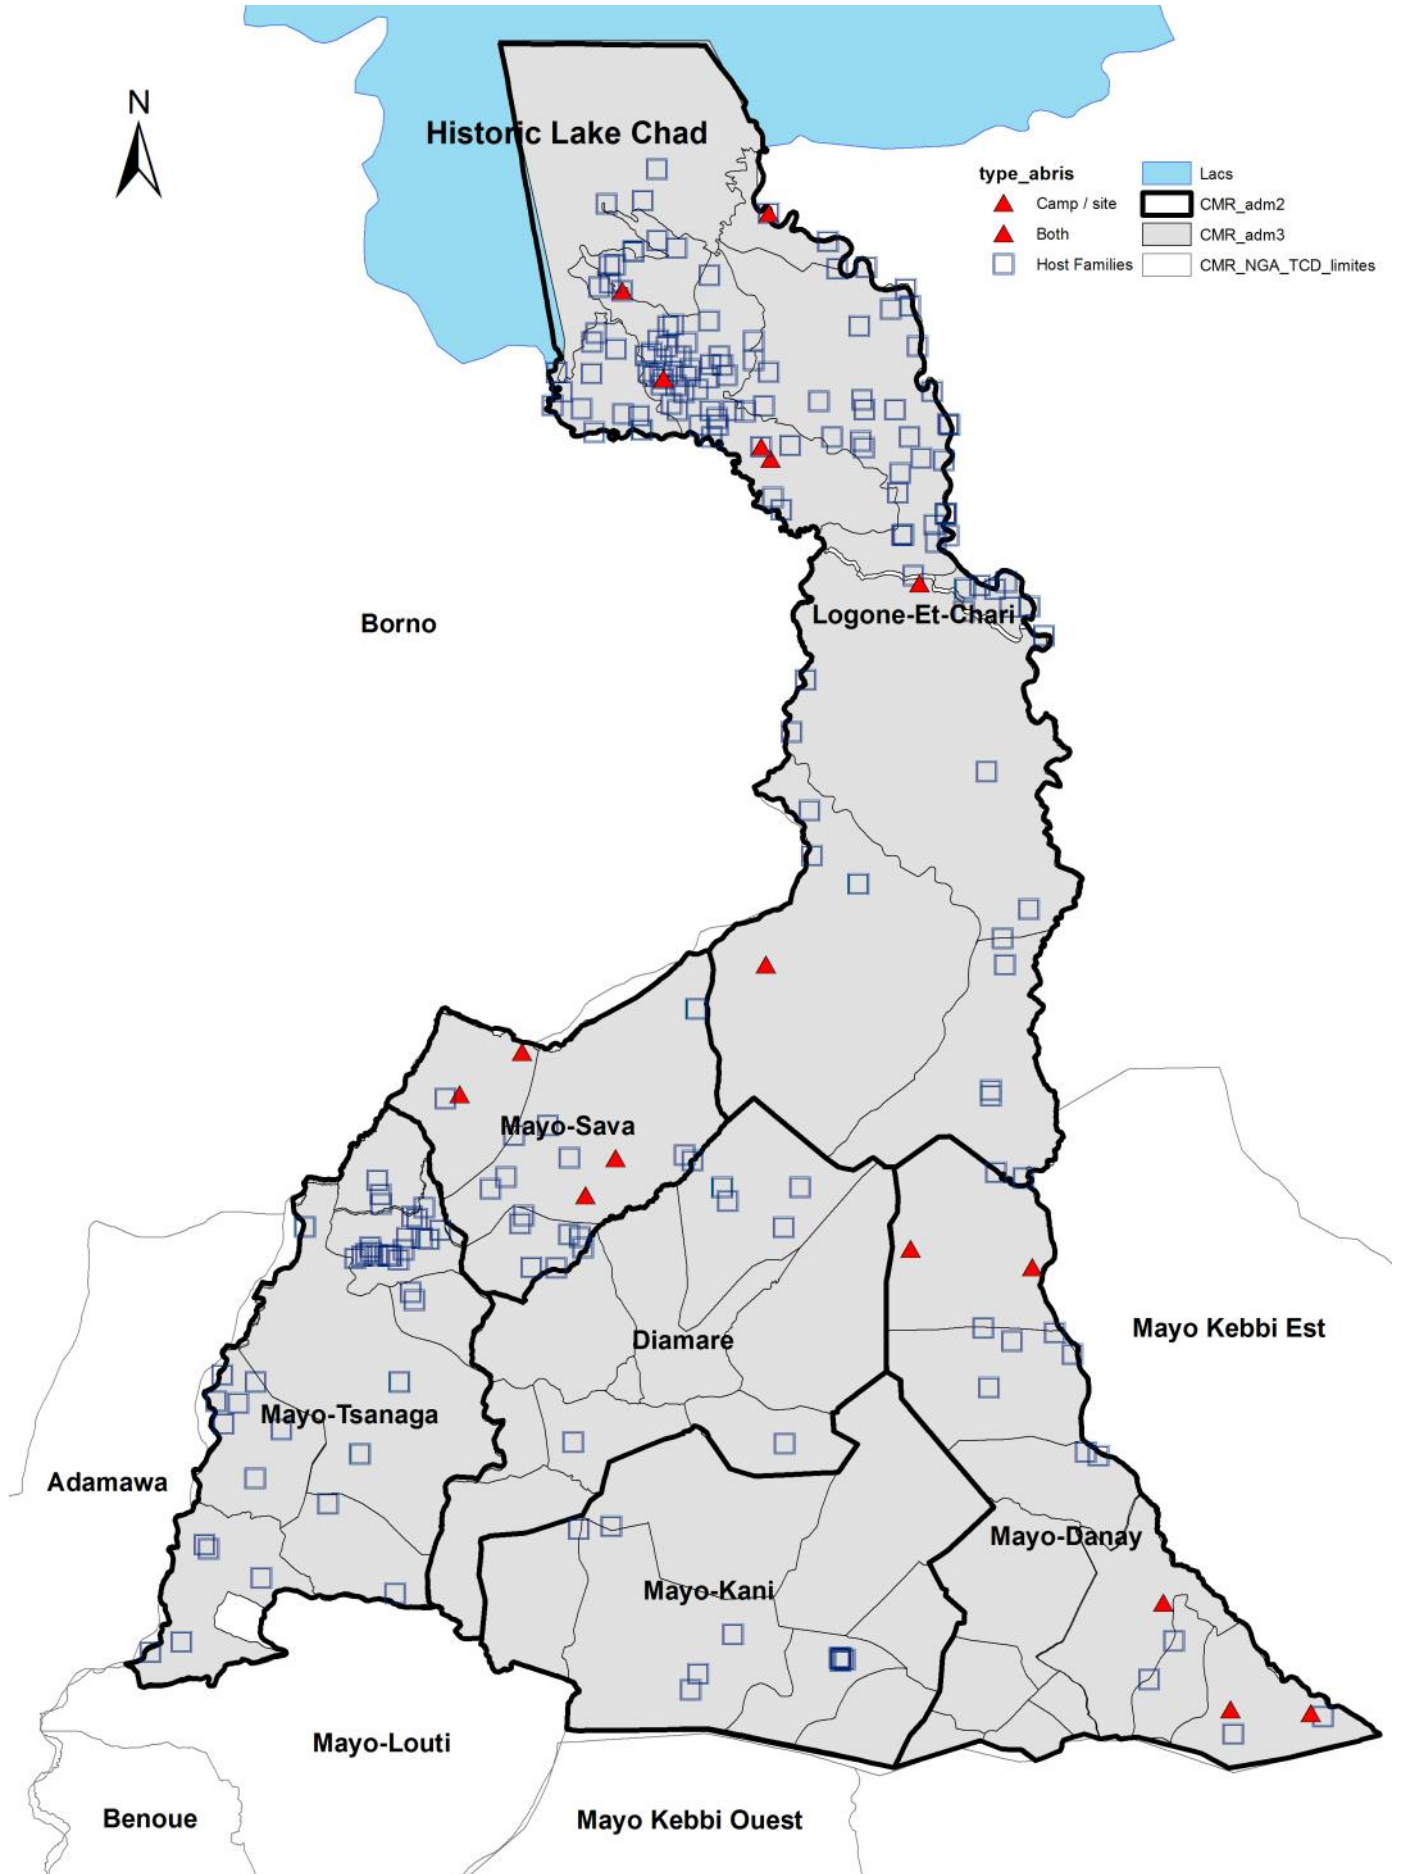 N
Historic Lake Chad
type_abris
Camp / site
Both
Host Families
Lacs
CMR_adm2
CMR_adm3
CMR_NGA_TCD_limites
Borno
Logone-Et-Chari
Mayo-Sava
Diamare
Mayo Kebbi Est
Mayo-Tsanaga
Adamawa
Mayo-Danay
Mayo-Kani
Mayo-Louti
Benoue
Mayo Kebbi Ouest